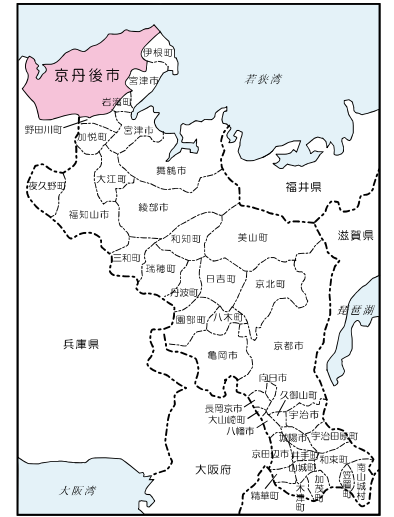 伊根町
京丹後市
宮津市
若狭湾
岩滝町
野田川町
宮津市
加悦町
舞鶴市
大江町
夜久野町
福井県
綾部市
福知山市
滋賀県
和知町
美山町
三和町
瑞穂町
日吉町
京北町
丹波町
琵琶湖
園部町
八木町
兵庫県
京都市
亀岡市
向日市
久御山町
長岡京市
宇治市
大山崎町
八幡市
城陽市
宇治田原町
京田辺市
井手町
和東町
大阪府
山城町
南山城村
笠置町
加茂町
木津町
精華町
大阪湾